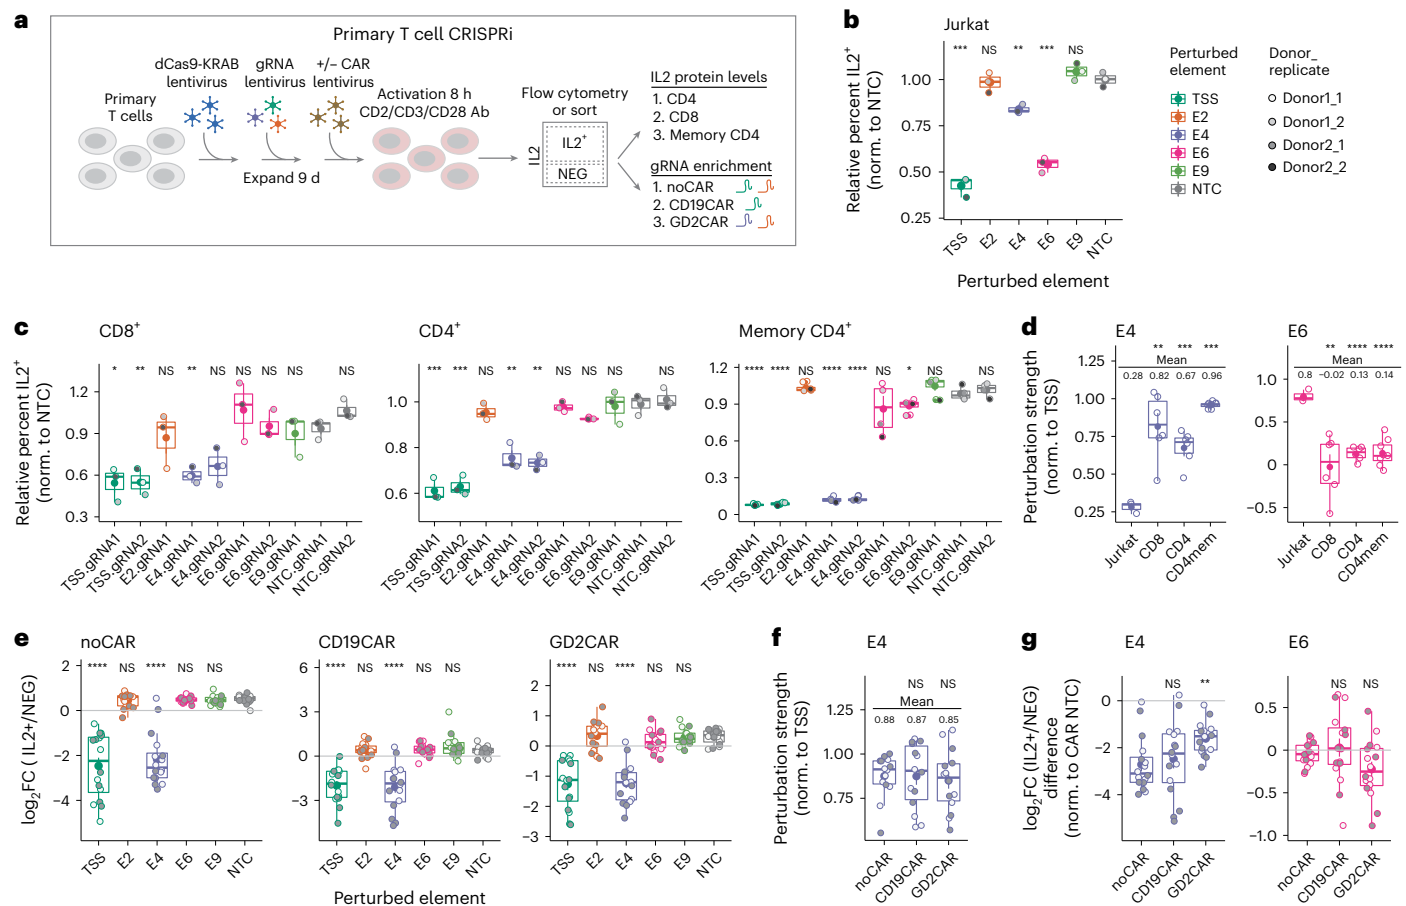 a
Primary T cell CRISPRi
dCas9-KRAB
lentivirus
gRNA
lentivirus
+/− CAR
lentivirus
Primary
T cells
Expand 9 d
Activation 8 h
CD2/CD3/CD28 Ab
Flow cytometry
or sort
IL2
IL2+
NEG
IL2 protein levels
1. CD4
2. CD8
3. Memory CD4
gRNA enrichment
1. noCAR
2. CD19CAR
3. GD2CAR
b
Jurkat
*** NS ** *** NS
Relative percent IL2+
(norm. to NTC)
1.00
0.75
0.50
0.25
TSS E2 E4 E6 E9 NTC
Perturbed element
Perturbed
element
TSS
E2
E4
E6
E9
NTC
Donor_
replicate
Donor1_1
Donor1_2
Donor2_1
Donor2_2
c
Relative percent IL2+
(norm. to NTC)
CD8+
* ** NS ** NS NS NS NS NS
1.2
0.9
0.6
0.3
TSS.gRNA1 TSS.gRNA2 E2.gRNA1 E4.gRNA1 E4.gRNA2 E6.gRNA1 E6.gRNA2 E9.gRNA1 NTC.gRNA1 NTC.gRNA2
CD4+
*** *** NS ** ** NS NS NS NS
1.0
0.8
0.6
TSS.gRNA1 TSS.gRNA2 E2.gRNA1 E4.gRNA1 E4.gRNA2 E6.gRNA1 E6.gRNA2 E9.gRNA1 NTC.gRNA1 NTC.gRNA2
Memory CD4+
**** **** NS **** **** NS * NS NS
1.2
0.9
0.6
0.3
0
TSS.gRNA1 TSS.gRNA2 E2.gRNA1 E4.gRNA1 E4.gRNA2 E6.gRNA1 E6.gRNA2 E9.gRNA1 NTC.gRNA1 NTC.gRNA2
d
Perturbation strength
(norm. to TSS)
E4
** *** ***
Mean
0.28 0.82 0.67 0.96
1.25
1.00
0.75
0.50
0.25
Jurkat CD8 CD4 CD4mem
E6
** **** ****
Mean
0.8 −0.02 0.13 0.14
1.0
0.5
0
−0.5
Jurkat CD8 CD4 CD4mem
e
log2FC (IL2+/NEG)
noCAR
**** NS **** NS NS
2
0
−2
−4
TSS E2 E4 E6 E9 NTC
CD19CAR
**** NS **** NS NS
6
3
0
−3
TSS E2 E4 E6 E9 NTC
GD2CAR
**** NS **** NS NS
2
1
0
−1
−2
−3
TSS E2 E4 E6 E9 NTC
Perturbed element
f
Perturbation strength
(norm. to TSS)
E4
NS NS
Mean
0.88 0.87 0.85
1.25
1.00
0.75
noCAR CD19CAR GD2CAR
g
log2FC (IL2+/NEG)
difference
(norm. to CAR NTC)
E4
NS **
0
−2
−4
noCAR CD19CAR GD2CAR
E6
NS NS
0.5
0
−0.5
−1.0
noCAR CD19CAR GD2CAR